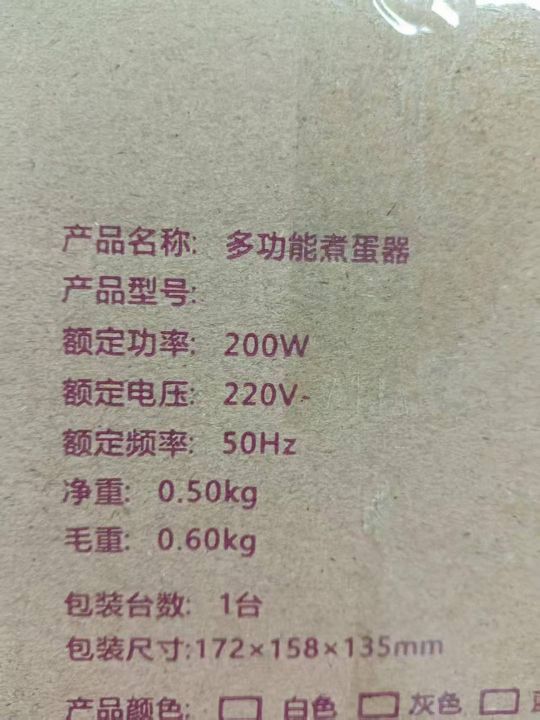 产品名称: 多功能煮蛋器
产品型号:
额定功率: 200W
额定电压: 220V~
额定频率: 50Hz
净重: 0.50kg
毛重: 0.60kg
包装台数: 1台
包装尺寸:172×158×135mm
产品颜色: □ 白色 □ 灰色 □